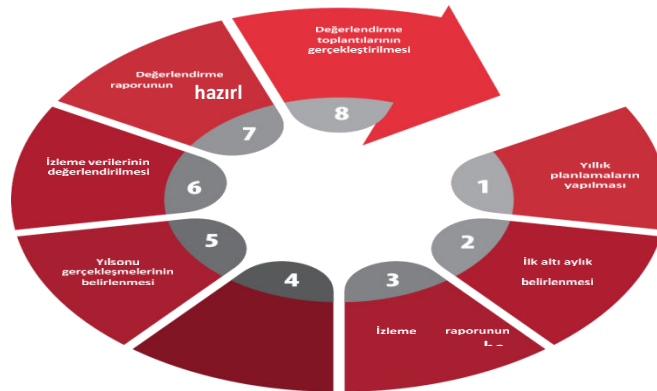 1
Yıllık
planlamaların
yapılması
2
İlk altı aylık
belirlenmesi
3
İzleme raporunun
4
5
Yılsonu
gerçekleşmelerinin
belirlenmesi
6
İzleme verilerinin
değerlendirilmesi
7
Değerlendirme
raporunun hazırl
8
Değerlendirme
toplantılarının
gerçekleştirilmesi